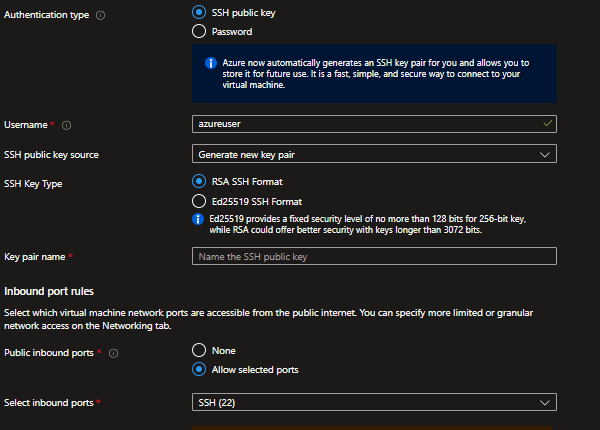 Authentication type
SSH public key
Password
Azure now automatically generates an SSH key pair for you and allows you to
store it for future use. It is a fast, simple, and secure way to connect to your
virtual machine.
Username *
azureuser
SSH public key source
Generate new key pair
SSH Key Type
RSA SSH Format
Ed25519 SSH Format
Ed25519 provides a fixed security level of no more than 128 bits for 256-bit key,
while RSA could offer better security with keys longer than 3072 bits.
Key pair name *
Name the SSH public key
Inbound port rules
Select which virtual machine network ports are accessible from the public internet. You can specify more limited or granular
network access on the Networking tab.
Public inbound ports *
None
Allow selected ports
Select inbound ports *
SSH (22)